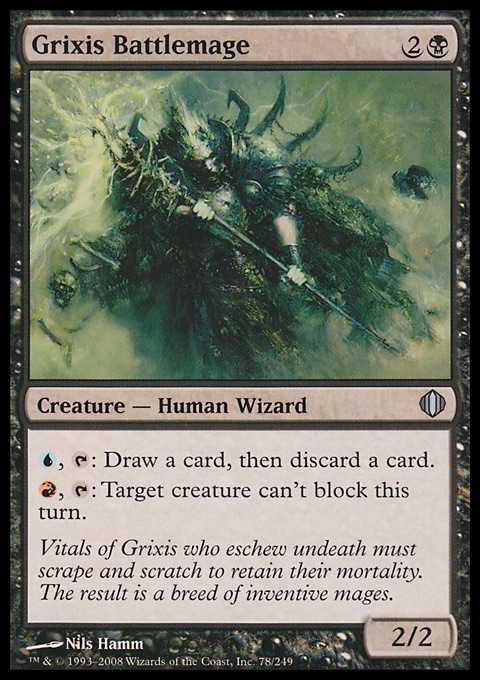 Grixis Battlemage 2
Creature — Human Wizard
, : Draw a card, then discard a card.
, : Target creature can't block this
turn.
Vitals of Grixis who eschew undeath must
scrape and scratch to retain their mortality.
The result is a breed of inventive mages.
2/2
Nils Hamm
™ & © 1993–2008 Wizards of the Coast, Inc. 78/249